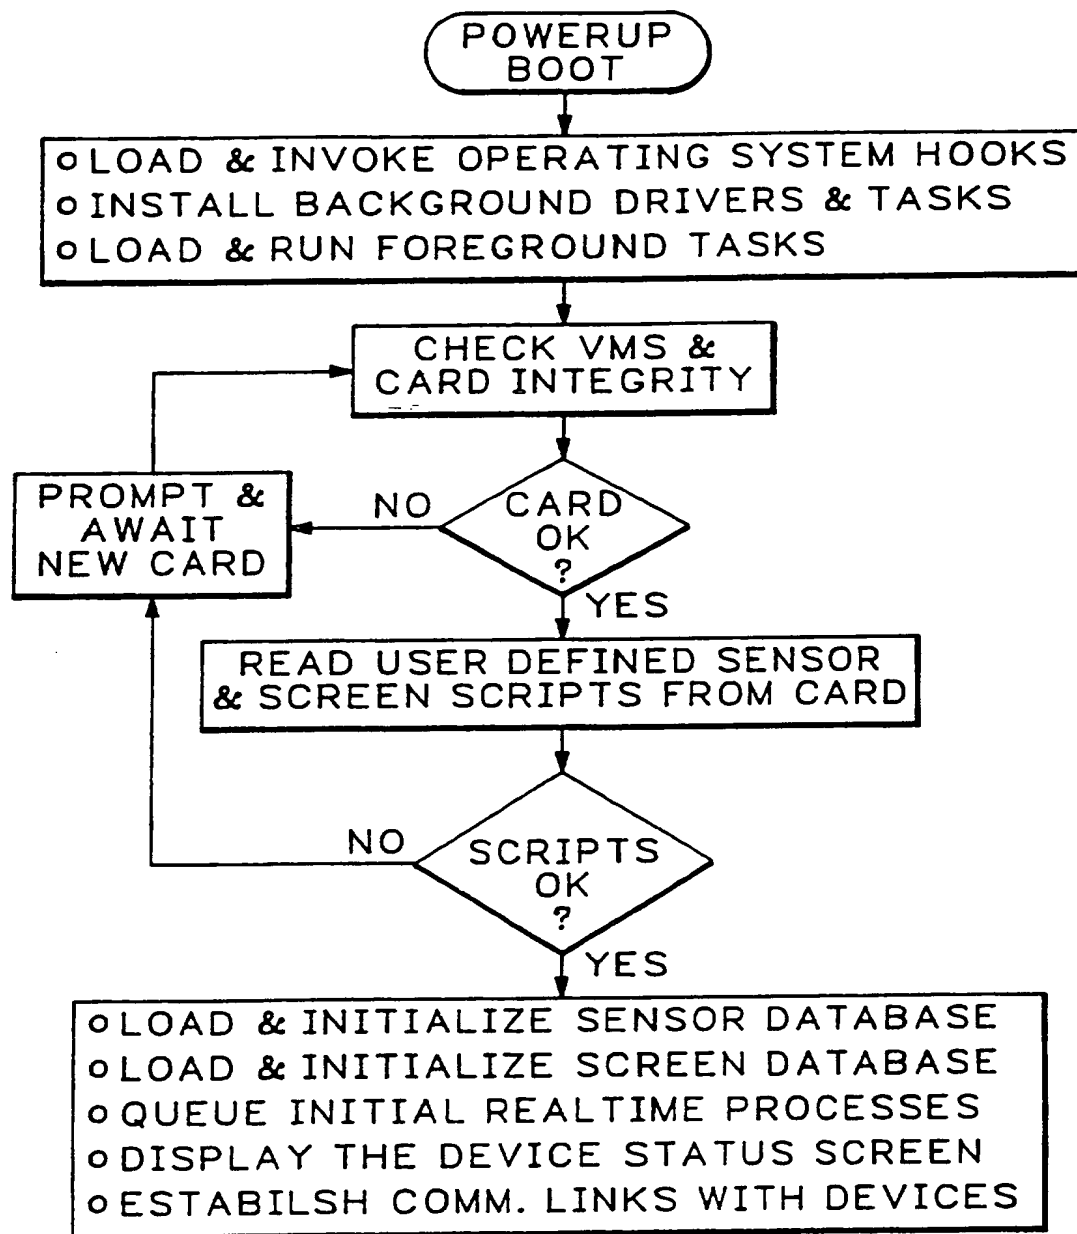 POWERUP
BOOT
○ LOAD & INVOKE OPERATING SYSTEM HOOKS
○ INSTALL BACKGROUND DRIVERS & TASKS
○ LOAD & RUN FOREGROUND TASKS
CHECK VMS &
CARD INTEGRITY
PROMPT &
AWAIT
NEW CARD
NO
CARD
OK
?
YES
READ USER DEFINED SENSOR
& SCREEN SCRIPTS FROM CARD
NO
SCRIPTS
OK
?
YES
○ LOAD & INITIALIZE SENSOR DATABASE
○ LOAD & INITIALIZE SCREEN DATABASE
○ QUEUE INITIAL REALTIME PROCESSES
○ DISPLAY THE DEVICE STATUS SCREEN
○ ESTABILSH COMM. LINKS WITH DEVICES